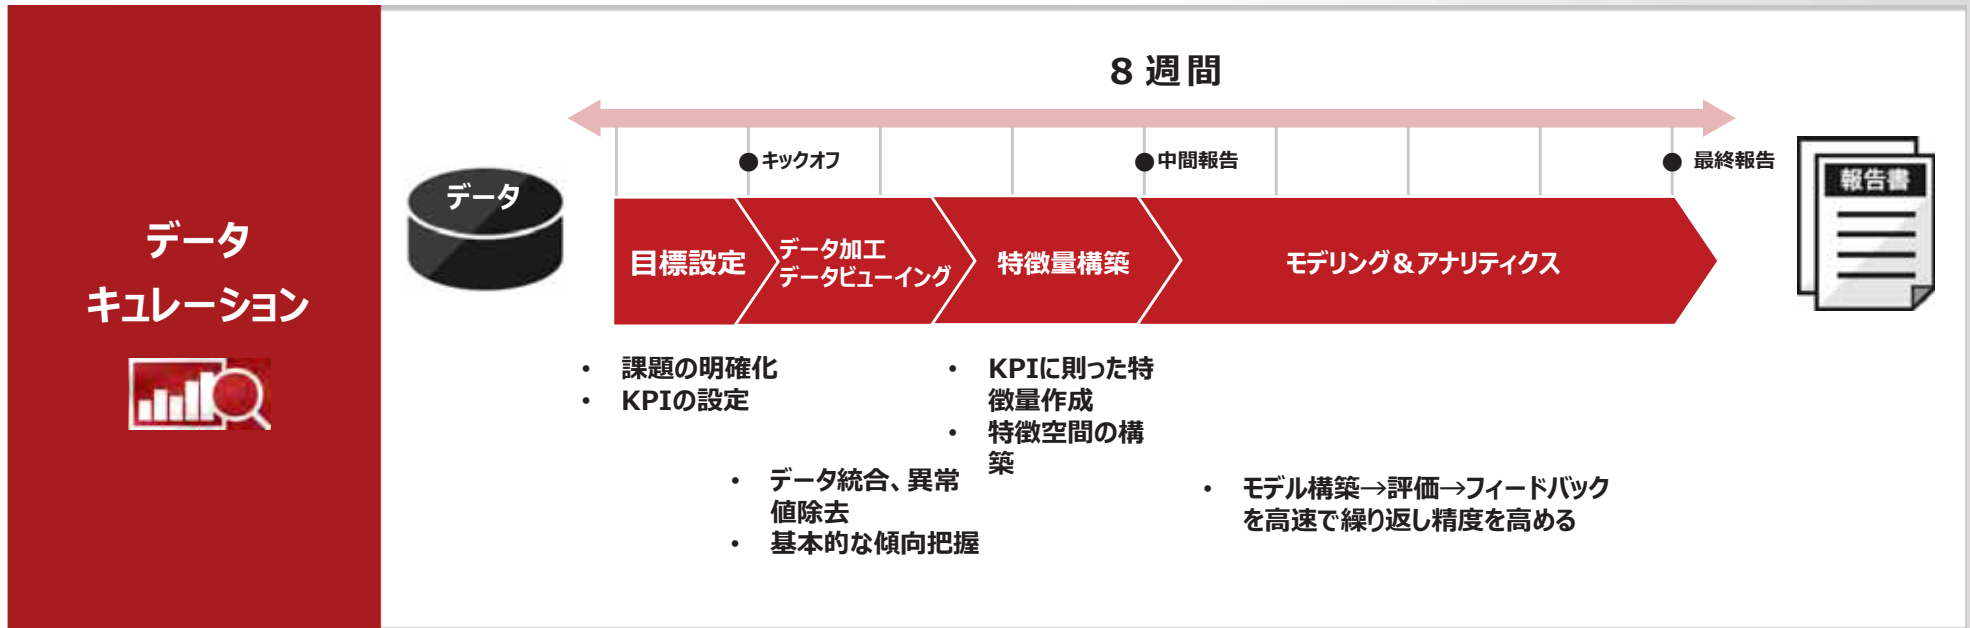 データ
キュレーション
8 週間
●キックオフ
●中間報告
● 最終報告
データ
報告書
目標設定
データ加工
データビューイング
特徴量構築
モデリング&アナリティクス
• 課題の明確化
• KPIの設定
• データ統合、異常
値除去
• 基本的な傾向把握
• KPIに則った特
徴量作成
• 特徴空間の構
築
• モデル構築→評価→フィードバック
を高速で繰り返し精度を高める